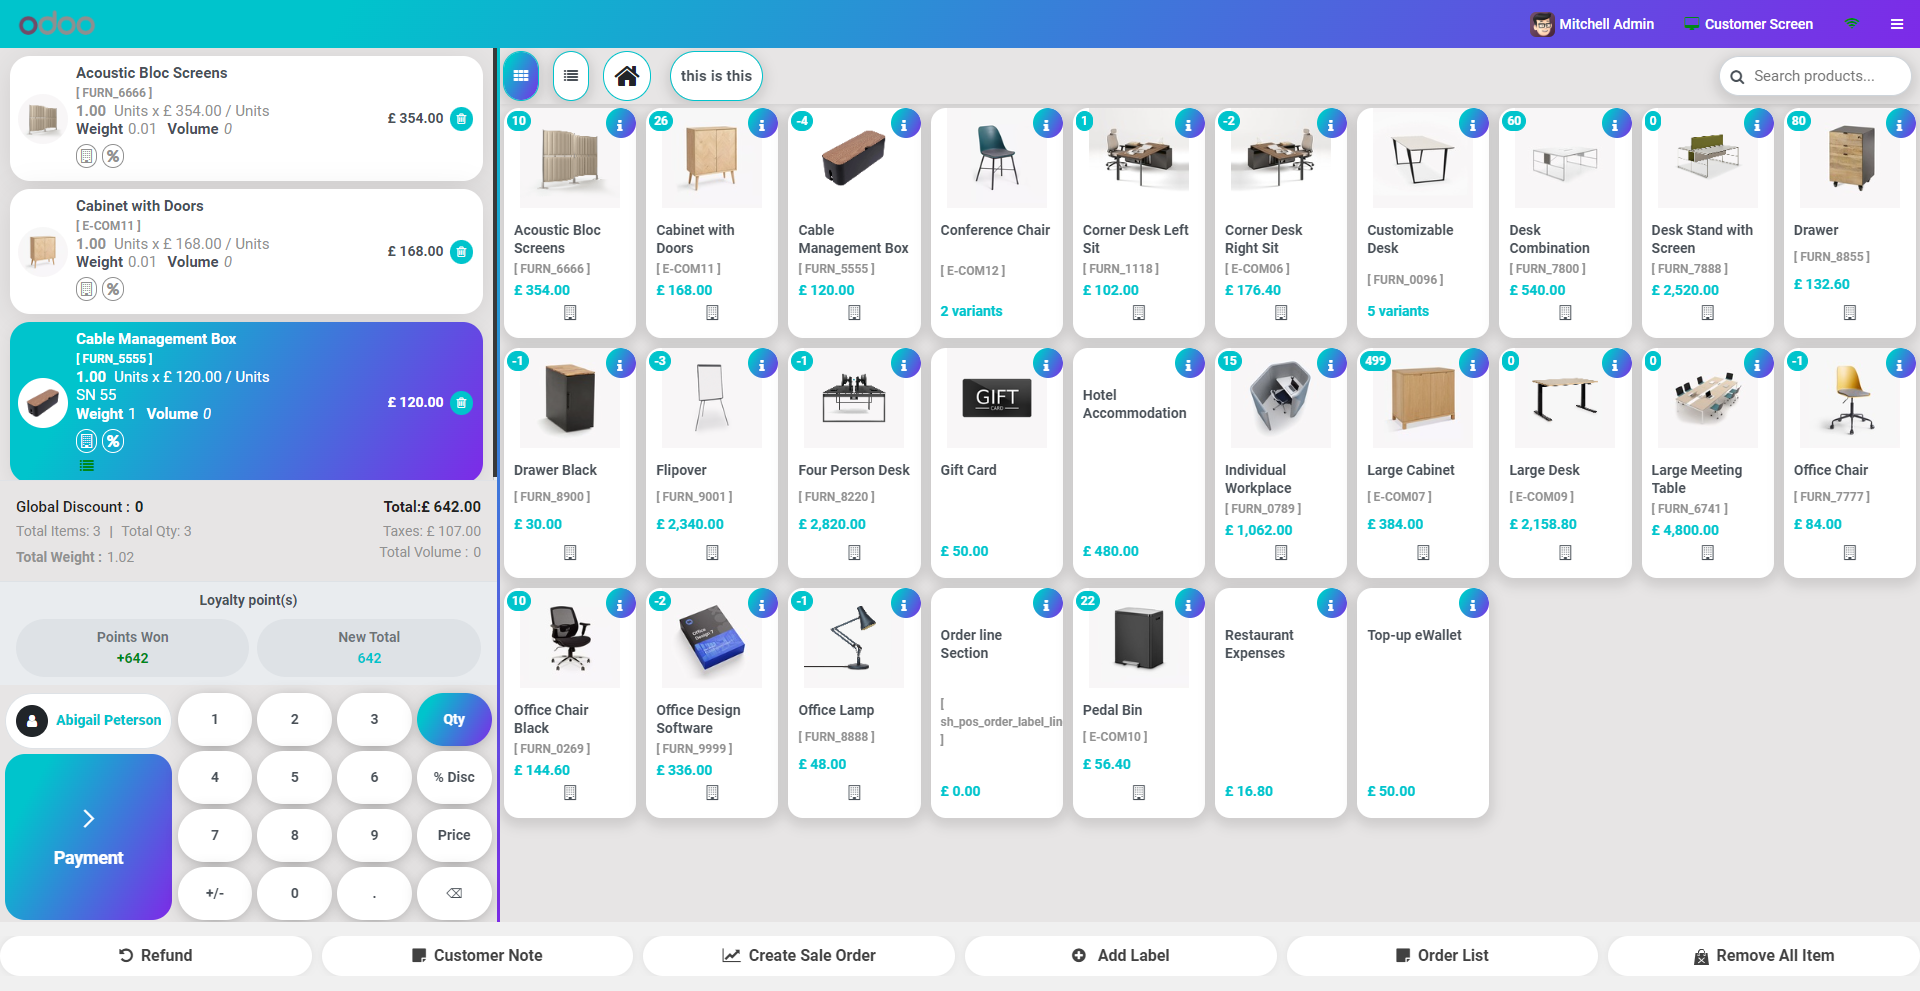 odoo
Mitchell Admin
Customer Screen
Acoustic Bloc Screens
[ FURN_6666 ]
1.00 Units x £ 354.00 / Units
Weight 0.01 Volume 0
£ 354.00
Cabinet with Doors
[ E-COM11 ]
1.00 Units x £ 168.00 / Units
Weight 0.01 Volume 0
£ 168.00
Cable Management Box
[ FURN_5555 ]
1.00 Units x £ 120.00 / Units
SN 55
Weight 1 Volume 0
£ 120.00
Global Discount : 0
Total:£ 642.00
Total Items: 3 | Total Qty: 3
Taxes: £ 107.00
Total Volume : 0
Total Weight : 1.02
Loyalty point(s)
Points Won
+642
New Total
642
Abigail Peterson
Payment
1 2 3 Qty
4 5 6 % Disc
7 8 9 Price
+/- 0 . ⌫
this is this
Search products...
10
Acoustic Bloc
Screens
[ FURN_6666 ]
£ 354.00
26
Cabinet with
Doors
[ E-COM11 ]
£ 168.00
-4
Cable
Management Box
[ FURN_5555 ]
£ 120.00
Conference Chair
[ E-COM12 ]
2 variants
1
Corner Desk Left
Sit
[ FURN_1118 ]
£ 102.00
-2
Corner Desk
Right Sit
[ E-COM06 ]
£ 176.40
Customizable
Desk
[ FURN_0096 ]
5 variants
60
Desk
Combination
[ FURN_7800 ]
£ 540.00
0
Desk Stand with
Screen
[ FURN_7888 ]
£ 2,520.00
80
Drawer
[ FURN_8855 ]
£ 132.60
-1
Drawer Black
[ FURN_8900 ]
£ 30.00
-3
Flipover
[ FURN_9001 ]
£ 2,340.00
-1
Four Person Desk
[ FURN_8220 ]
£ 2,820.00
GIFT
CARD
Gift Card
£ 50.00
Hotel
Accommodation
£ 480.00
15
Individual
Workplace
[ FURN_0789 ]
£ 1,062.00
499
Large Cabinet
[ E-COM07 ]
£ 384.00
0
Large Desk
[ E-COM09 ]
£ 2,158.80
0
Large Meeting
Table
[ FURN_6741 ]
£ 4,800.00
-1
Office Chair
[ FURN_7777 ]
£ 84.00
10
Office Chair
Black
[ FURN_0269 ]
£ 144.60
-2
Office
Design 7
Office Design
Software
[ FURN_9999 ]
£ 336.00
-1
Office Lamp
[ FURN_8888 ]
£ 48.00
Order line
Section
[
sh_pos_order_label_lin
]
£ 0.00
22
Pedal Bin
[ E-COM10 ]
£ 56.40
Restaurant
Expenses
£ 16.80
Top-up eWallet
£ 50.00
Refund
Customer Note
Create Sale Order
Add Label
Order List
Remove All Item